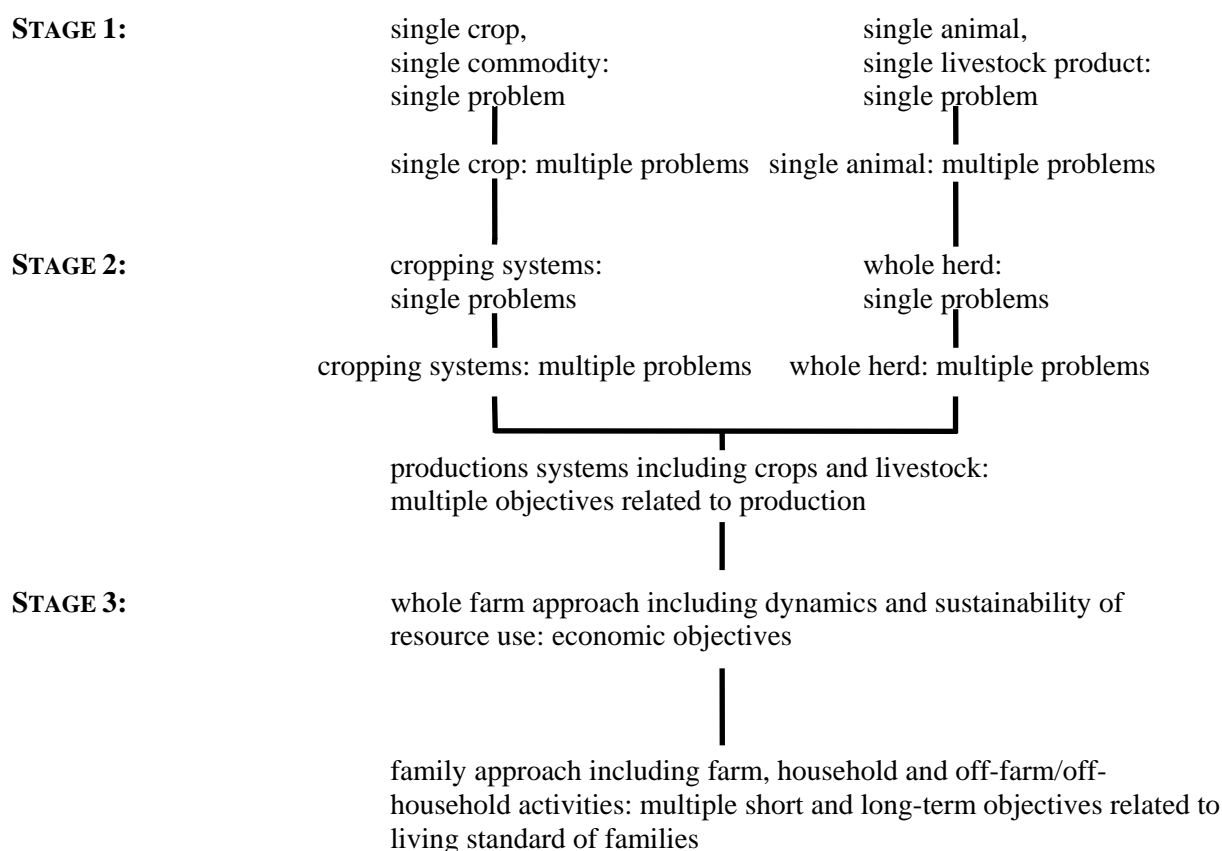 STAGE 1:
single crop,
single commodity:
single problem
single animal,
single livestock product:
single problem
single crop: multiple problems
single animal: multiple problems
STAGE 2:
cropping systems:
single problems
whole herd:
single problems
cropping systems: multiple problems
whole herd: multiple problems
productions systems including crops and livestock:
multiple objectives related to production
STAGE 3:
whole farm approach including dynamics and sustainability of
resource use: economic objectives
family approach including farm, household and off-farm/off-
household activities: multiple short and long-term objectives related to
living standard of families